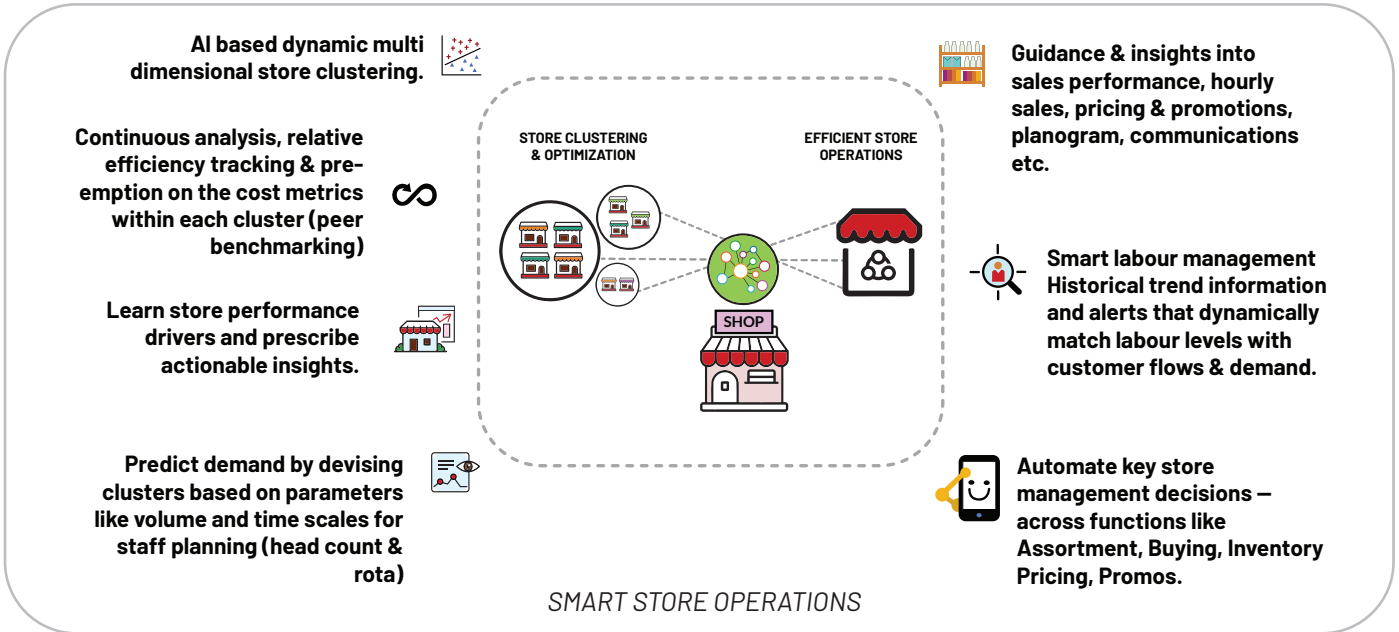 AI based dynamic multi
dimensional store clustering.
Continuous analysis, relative
efficiency tracking & pre-
emption on the cost metrics
within each cluster (peer
benchmarking)
Learn store performance
drivers and prescribe
actionable insights.
Predict demand by devising
clusters based on parameters
like volume and time scales for
staff planning (head count &
rota)
STORE CLUSTERING
& OPTIMIZATION
EFFICIENT STORE
OPERATIONS
SHOP
Guidance & insights into
sales performance, hourly
sales, pricing & promotions,
planogram, communications
etc.
Smart labour management
Historical trend information
and alerts that dynamically
match labour levels with
customer flows & demand.
Automate key store
management decisions –
across functions like
Assortment, Buying, Inventory
Pricing, Promos.
SMART STORE OPERATIONS